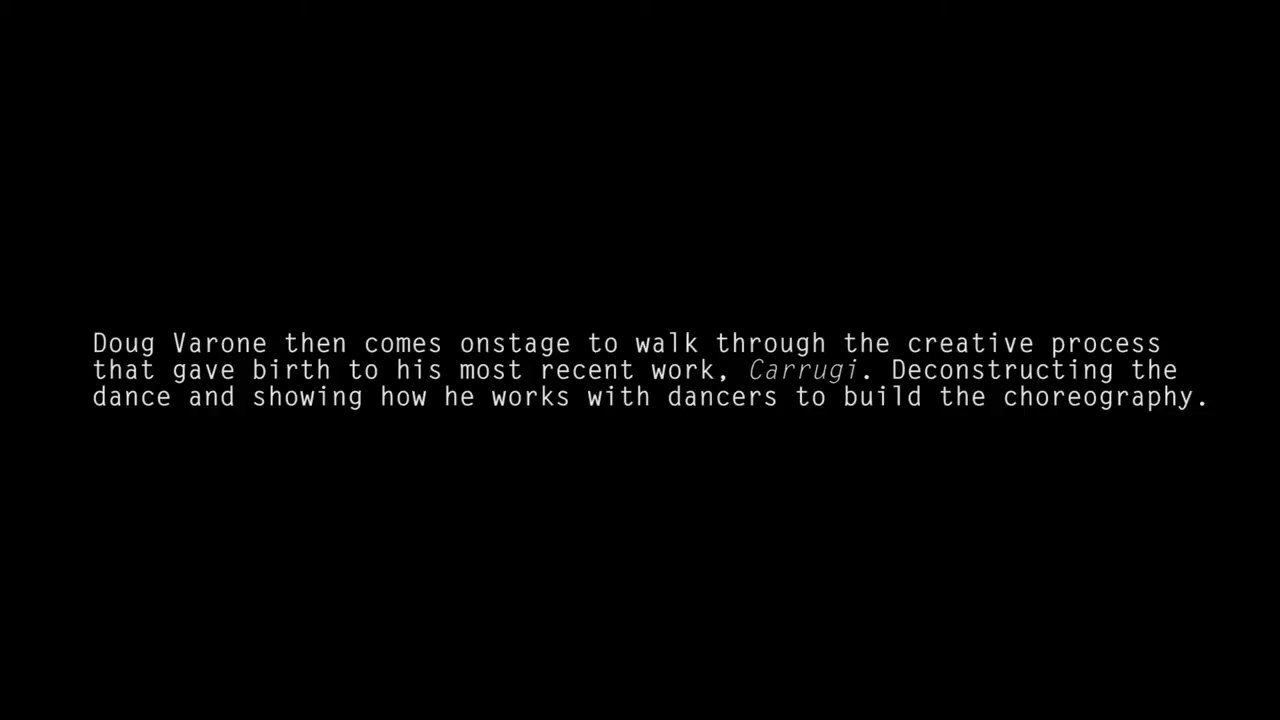 Doug Varone then comes onstage to walk through the creative process
that gave birth to his most recent work, Carrugi. Deconstructing the
dance and showing how he works with dancers to build the choreography.